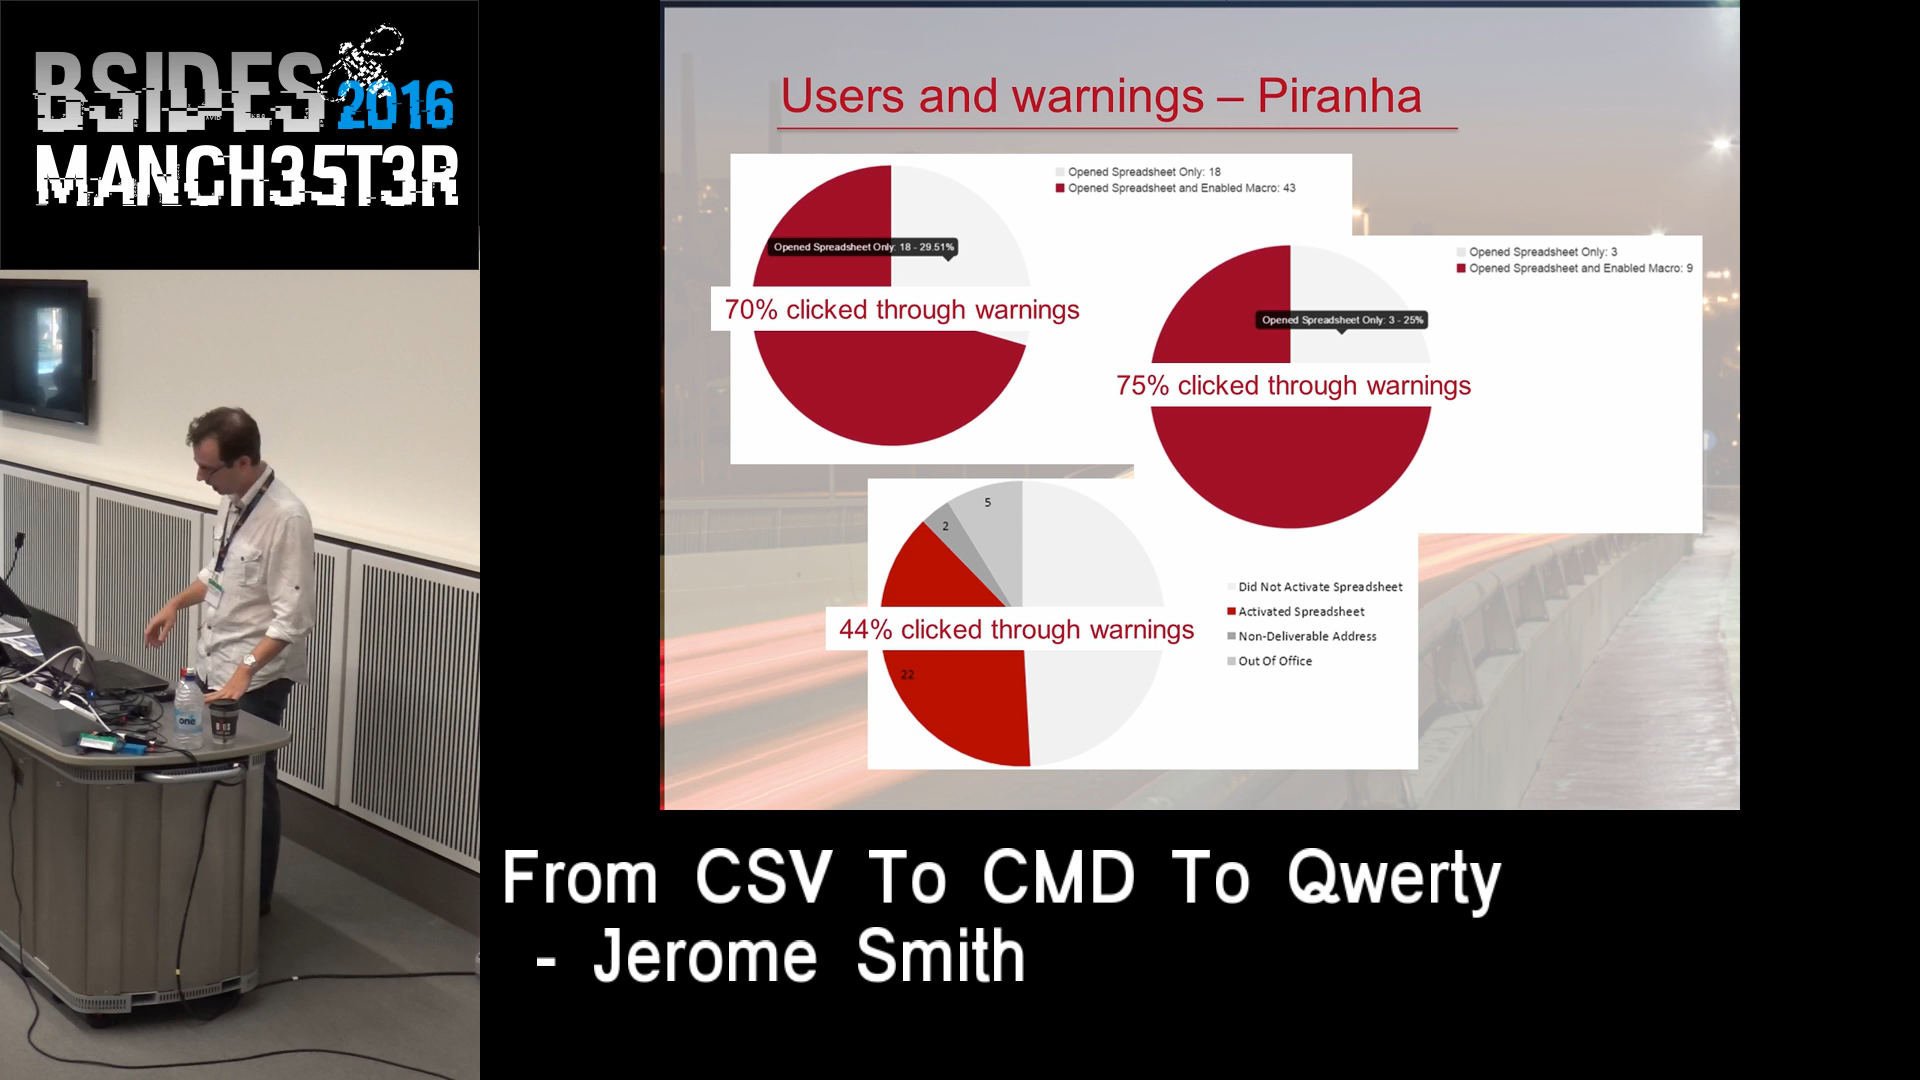 BSIDES 2016
MANCH35T3R
Users and warnings – Piranha
Opened Spreadsheet Only: 18
Opened Spreadsheet and Enabled Macro: 43
Opened Spreadsheet Only: 18 - 29.51%
70% clicked through warnings
Opened Spreadsheet Only: 3
Opened Spreadsheet and Enabled Macro: 9
Opened Spreadsheet Only: 3 - 25%
75% clicked through warnings
5
2
44% clicked through warnings
22
Did Not Activate Spreadsheet
Activated Spreadsheet
Non-Deliverable Address
Out Of Office
one
From CSV To CMD To Qwerty
- Jerome Smith